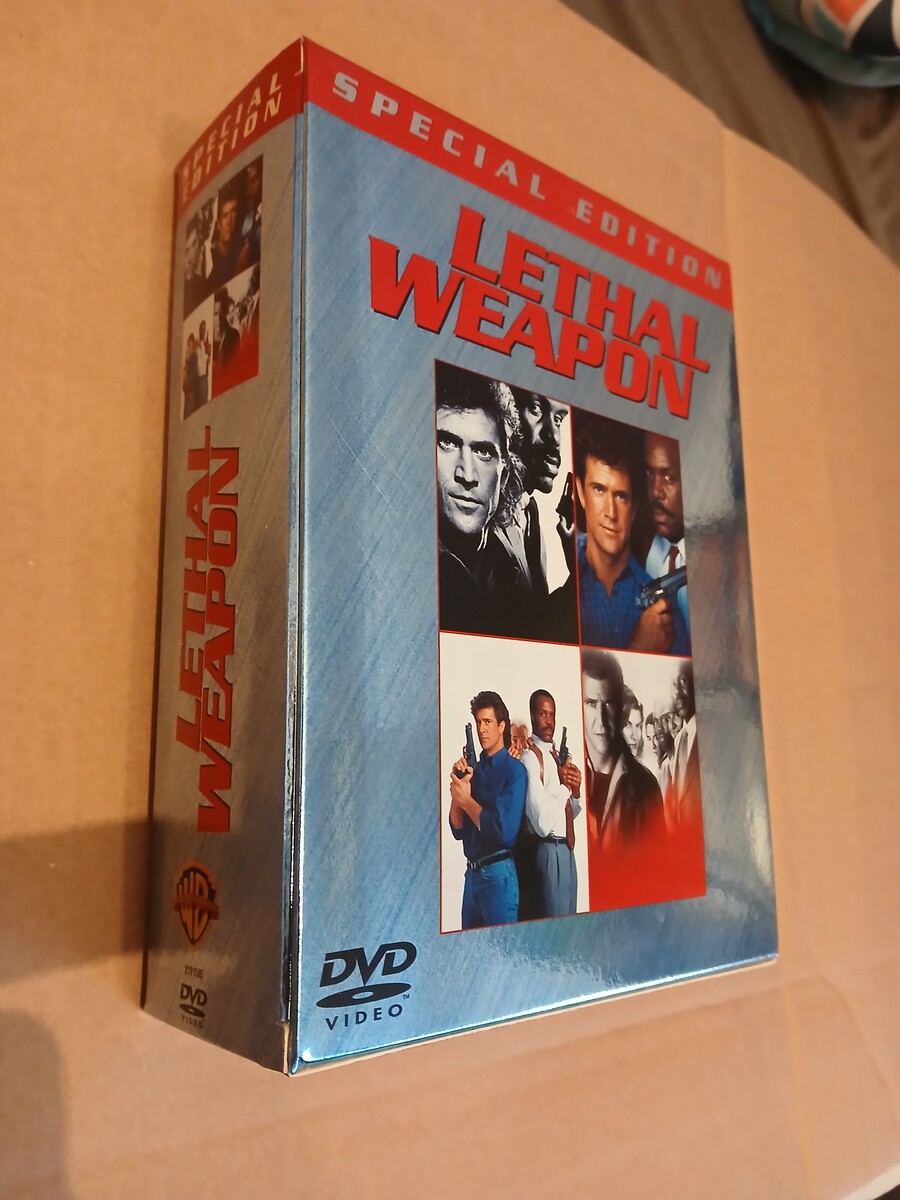 SPECIAL
EDITION
LETHAL
WEAPON
DVD
VIDEO
SPECIAL EDITION
LETHAL
WEAPON
DVD
VIDEO